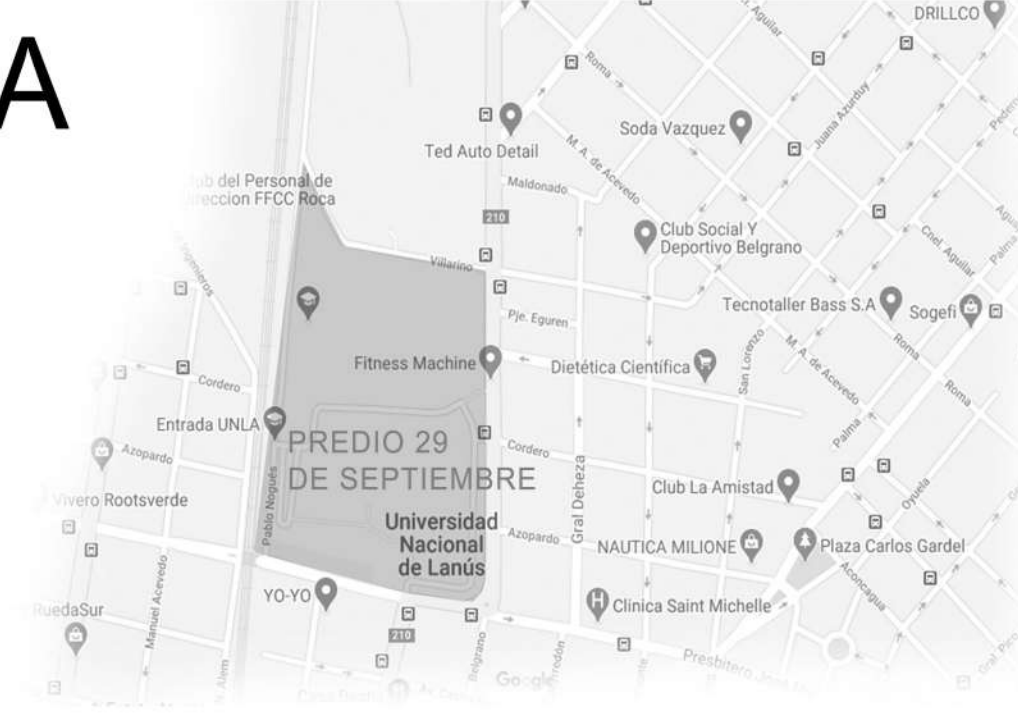 A
DRILLCO
Roma
Juana Azurduy
Soda Vazquez
Ted Auto Detail
M. A. de Acevedo
Maldonado
del Personal de
FFCC Roca
210
Club Social Y
Deportivo Belgrano
Cnel. Aguilar
Palma
Villarino
Tecnotaller Bass S.A
Sogefi
Pje. Eguren
Roma
M. A. de Acevedo
San Lorenzo
Fitness Machine
Dietética Científica
Cordero
Roma
Entrada UNLA
Palma
PREDIO 29
DE SEPTIEMBRE
Cordero
Azopardo
Gral Deheza
Club La Amistad
Oyuela
Vivero Rootsverde
Pablo Nogués
Universidad
Nacional
de Lanús
Azopardo
NAUTICA MILIONE
Plaza Carlos Gardel
Aconcagua
YO-YO
Clinica Saint Michelle
RuedaSur
Manuel Acevedo
210
Belgrano
Presbitero
Google
Alem